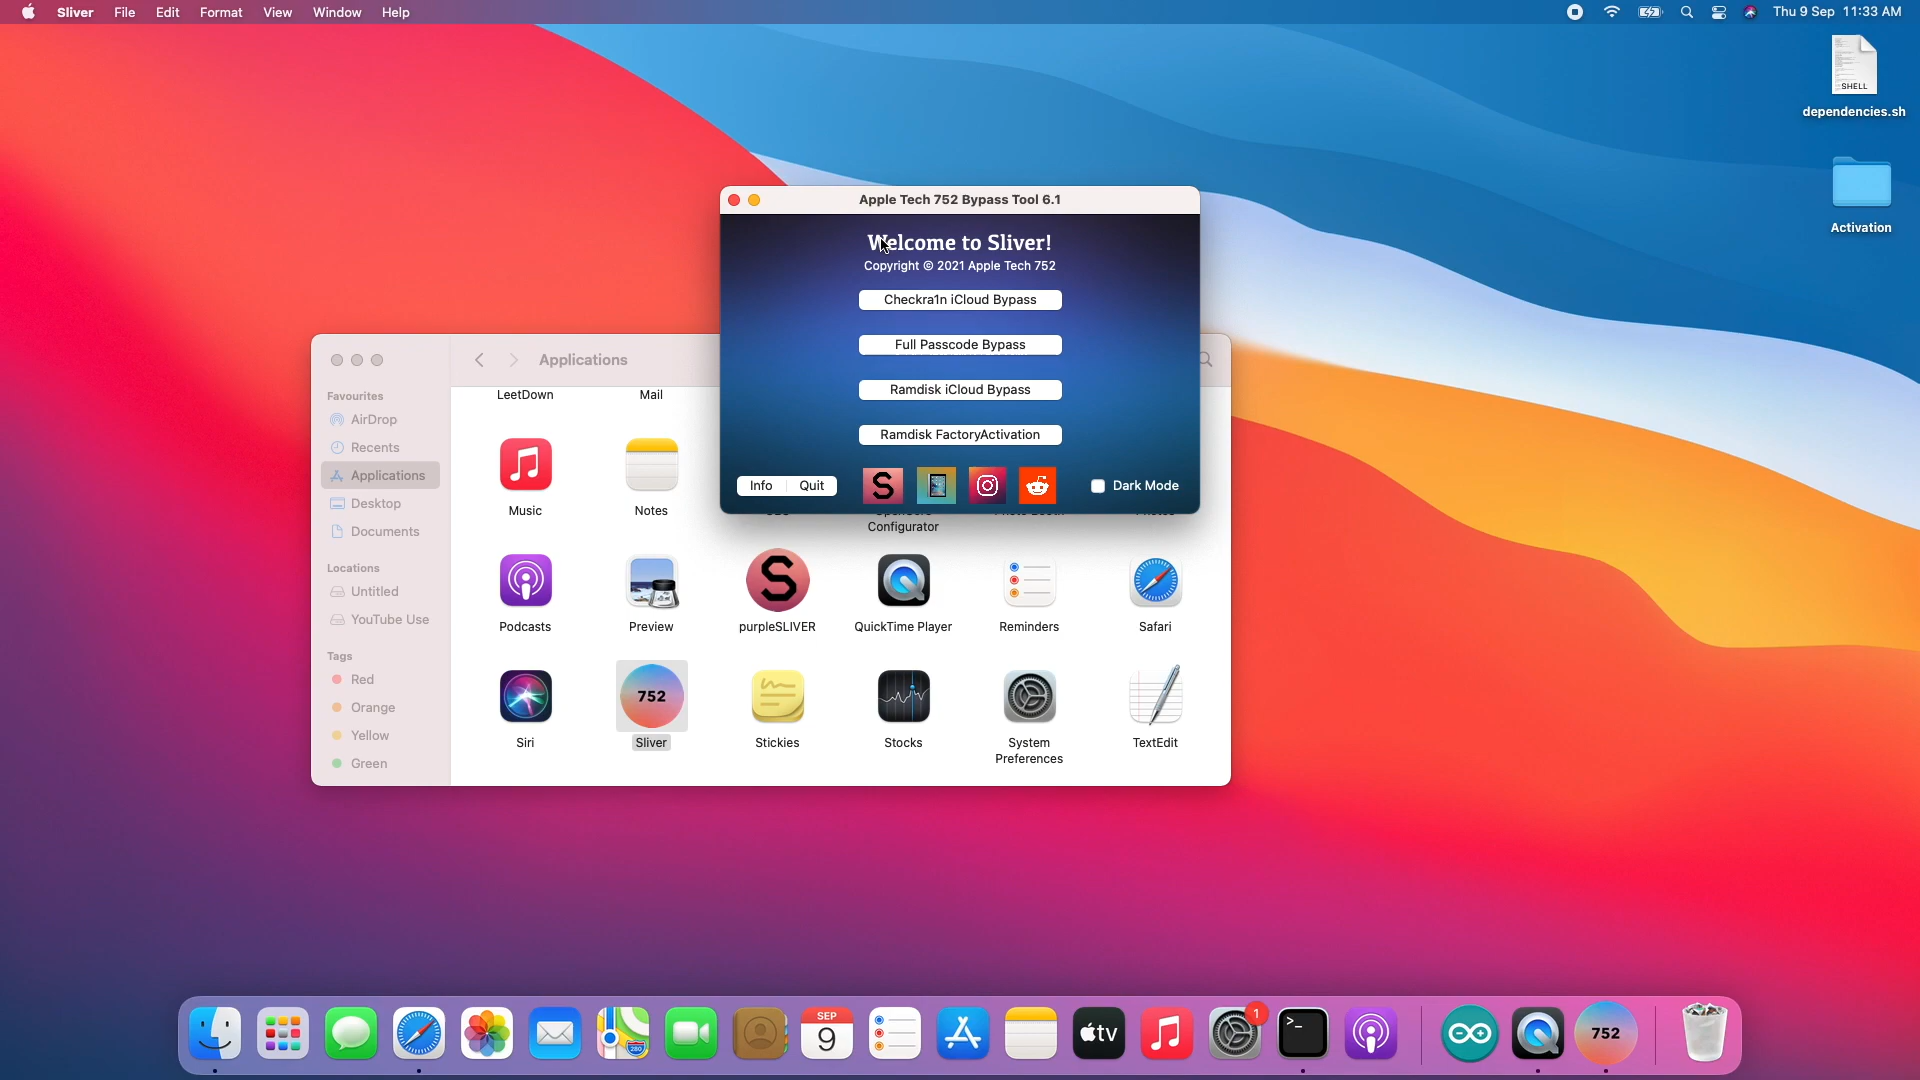 Sliver File Edit Format View Window Help
Thu 9 Sep 11:33 AM
SHELL
dependencies.sh
Activation
Apple Tech 752 Bypass Tool 6.1
Welcome to Sliver!
Copyright © 2021 Apple Tech 752
Checkra1n iCloud Bypass
Full Passcode Bypass
Ramdisk iCloud Bypass
Ramdisk FactoryActivation
Info Quit
S
Dark Mode
Applications
Favourites
AirDrop
Recents
Applications
Desktop
Documents
Locations
Untitled
YouTube Use
Tags
Red
Orange
Yellow
Green
LeetDown Mail
Music Notes
Configurator
S
Podcasts Preview purpleSLIVER QuickTime Player Reminders Safari
752
Siri Sliver Stickies Stocks System Preferences TextEdit
SEP
9
280
tv
1
>_
752